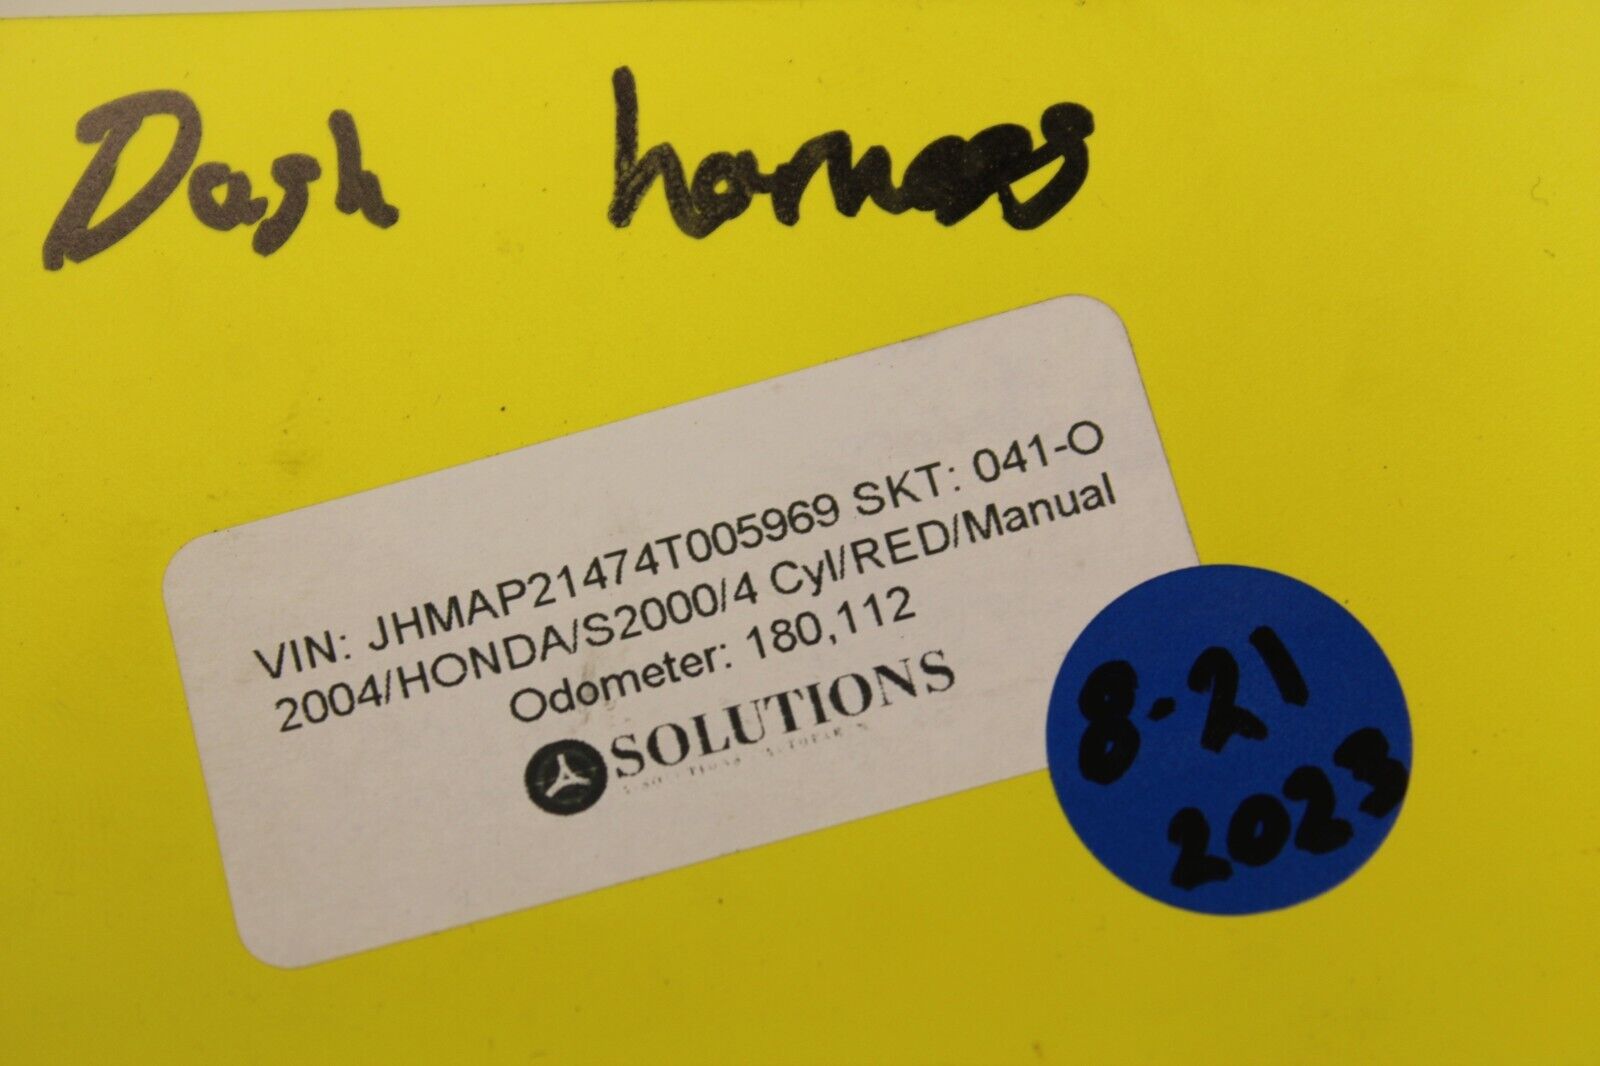 Dash harness
VIN: JHMAP21474T005969 SKT: 041-O
2004/HONDA/S2000/4 Cyl/RED/Manual
Odometer: 180,112
SOLUTIONS
8-21
2023